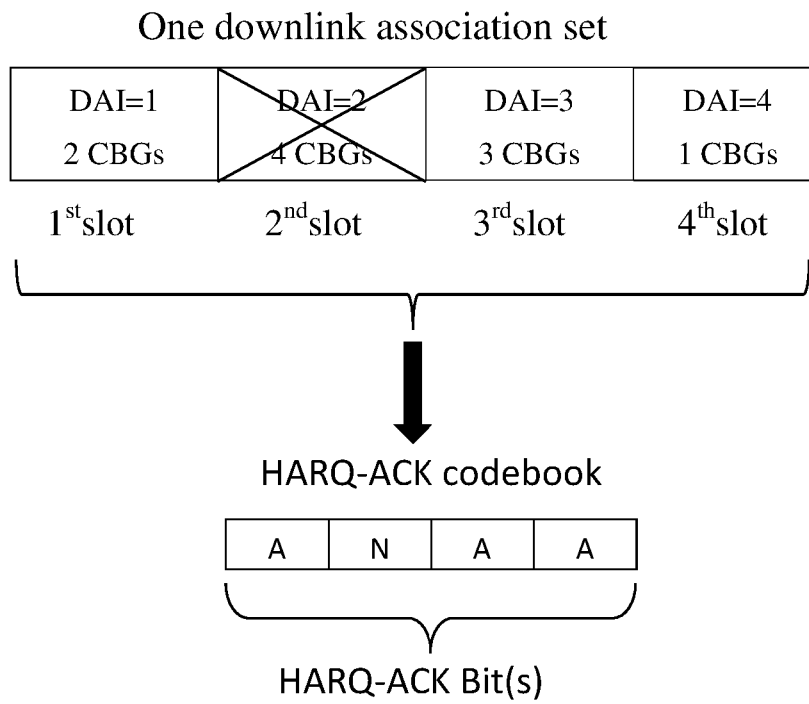 One downlink association set
DAI=1 DAI=2 DAI=3 DAI=4
2 CBGs 4 CBGs 3 CBGs 1 CBGs
1st slot 2nd slot 3rd slot 4th slot
HARQ-ACK codebook
A N A A
HARQ-ACK Bit(s)